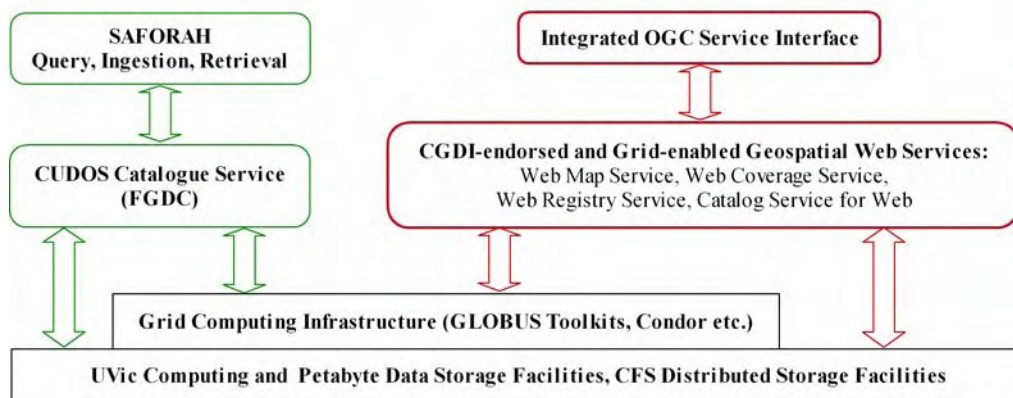 SAFORAH
Query, Ingestion, Retrieval
Integrated OGC Service Interface
CUDOS Catalogue Service
(FGDC)
CGDI-endorsed and Grid-enabled Geospatial Web Services:
Web Map Service, Web Coverage Service,
Web Registry Service, Catalog Service for Web
Grid Computing Infrastructure (GLOBUS Toolkits, Condor etc.)
UVic Computing and Petabyte Data Storage Facilities, CFS Distributed Storage Facilities